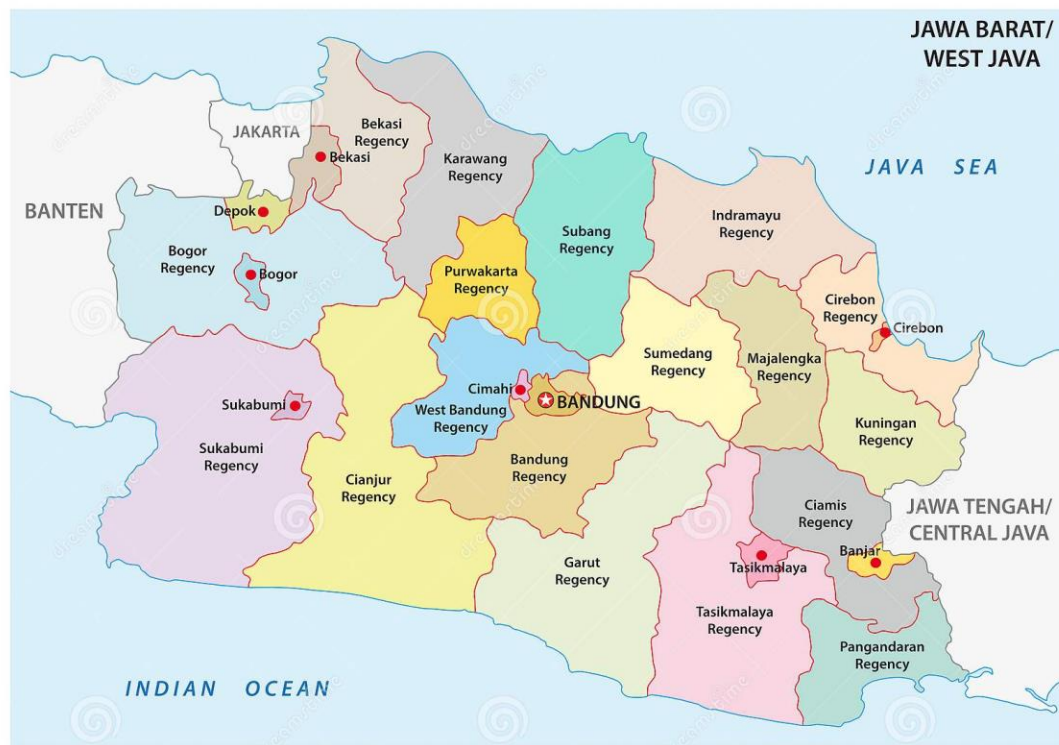 JAWA BARAT/
WEST JAVA
JAKARTA
Bekasi
Regency
Bekasi
Karawang
Regency
JAVA SEA
BANTEN
Depok
Subang
Regency
Indramayu
Regency
Bogor
Regency
Bogor
Purwakarta
Regency
Cirebon
Regency
Cirebon
Sumedang
Regency
Majalengka
Regency
Cimahi
BANDUNG
Sukabumi
West Bandung
Regency
Kuningan
Regency
Sukabumi
Regency
Bandung
Regency
Cianjur
Regency
Ciamis
Regency
JAWA TENGAH/
CENTRAL JAVA
Garut
Regency
Banjar
Tasikmalaya
Tasikmalaya
Regency
Pangandaran
Regency
INDIAN OCEAN
dreamstime